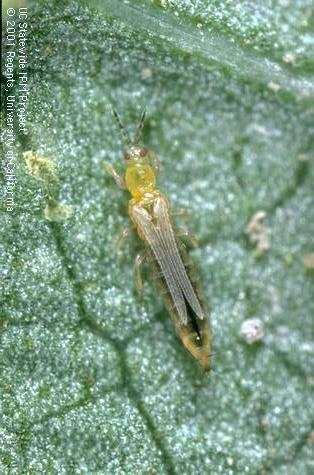 UC Statewide IPM Project
© 2001 Regents, University of California